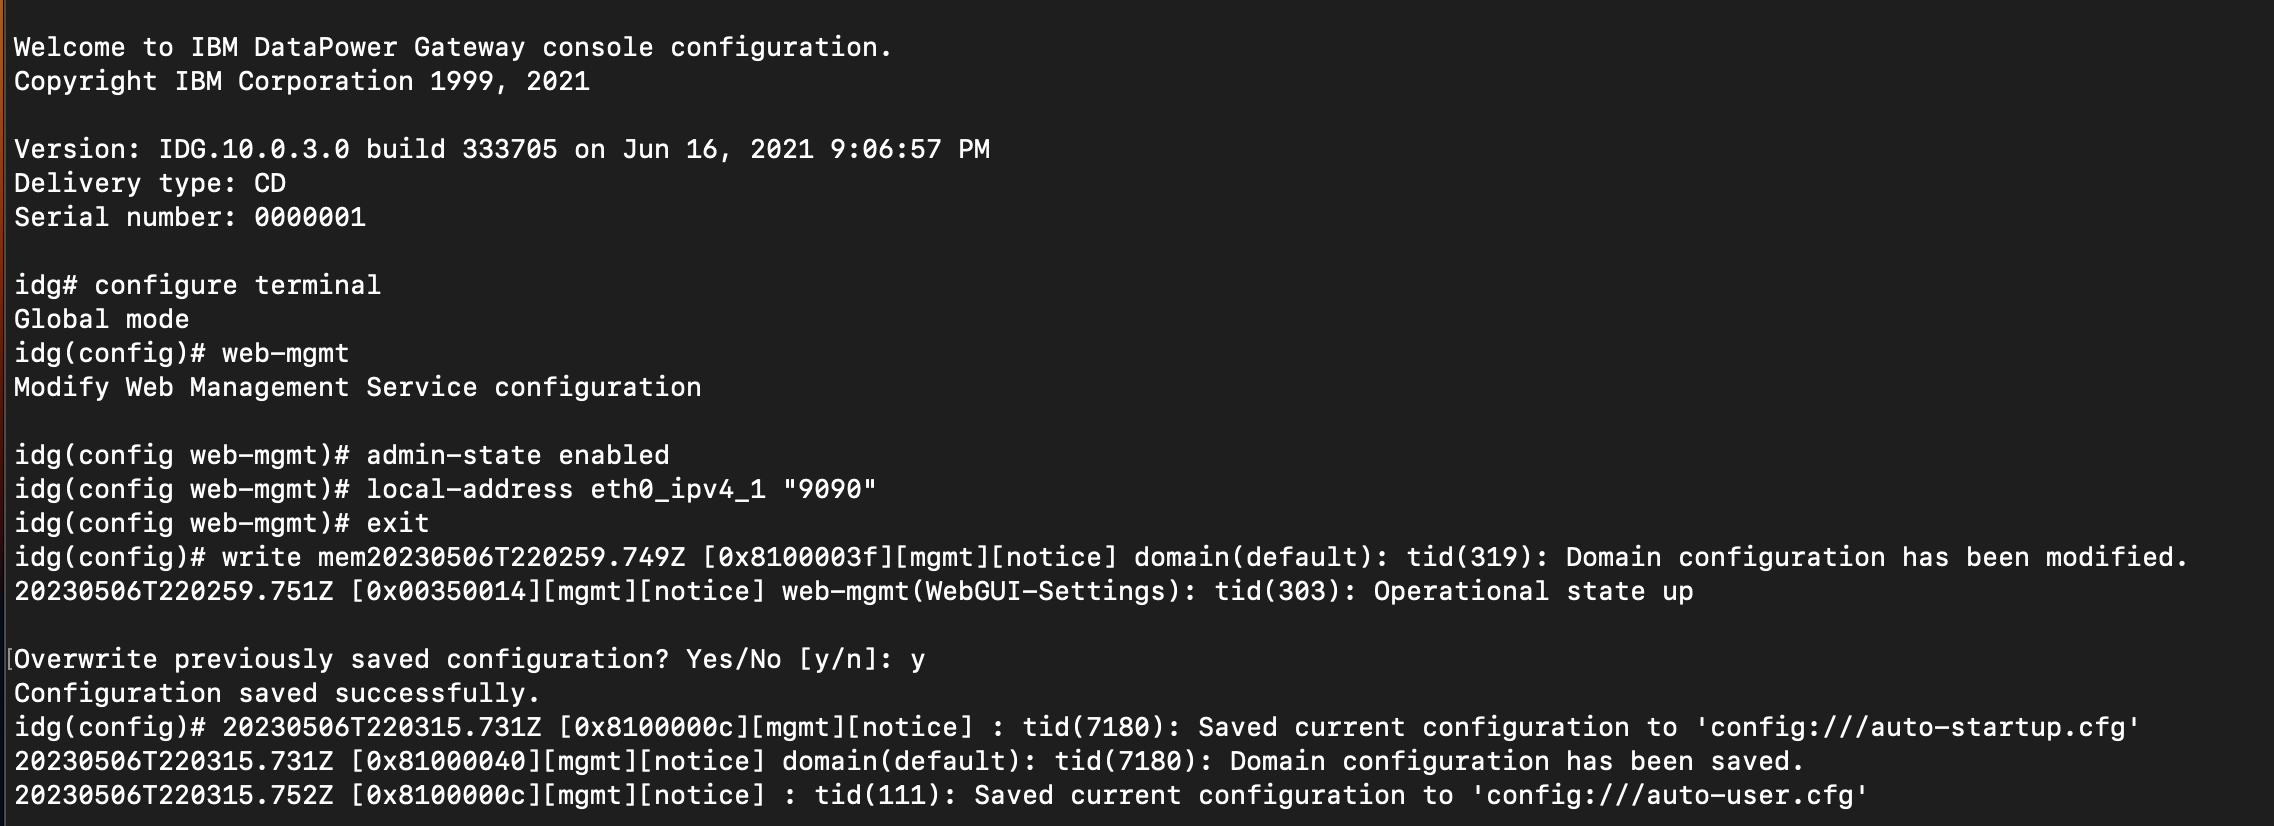 Welcome to IBM DataPower Gateway console configuration.
Copyright IBM Corporation 1999, 2021
Version: IDG.10.0.3.0 build 333705 on Jun 16, 2021 9:06:57 PM
Delivery type: CD
Serial number: 0000001
idg# configure terminal
Global mode
idg(config)# web-mgmt
Modify Web Management Service configuration
idg(config web-mgmt)# admin-state enabled
idg(config web-mgmt)# local-address eth0_ipv4_1 "9090"
idg(config web-mgmt)# exit
idg(config)# write mem20230506T220259.749Z [0x8100003f][mgmt][notice] domain(default): tid(319): Domain configuration has been modified.
20230506T220259.751Z [0x00350014][mgmt][notice] web-mgmt(WebGUI-Settings): tid(303): Operational state up
[Overwrite previously saved configuration? Yes/No [y/n]: y
Configuration saved successfully.
idg(config)# 20230506T220315.731Z [0x8100000c][mgmt][notice] : tid(7180): Saved current configuration to 'config:///auto-startup.cfg'
20230506T220315.731Z [0x81000040][mgmt][notice] domain(default): tid(7180): Domain configuration has been saved.
20230506T220315.752Z [0x8100000c][mgmt][notice] : tid(111): Saved current configuration to 'config:///auto-user.cfg'